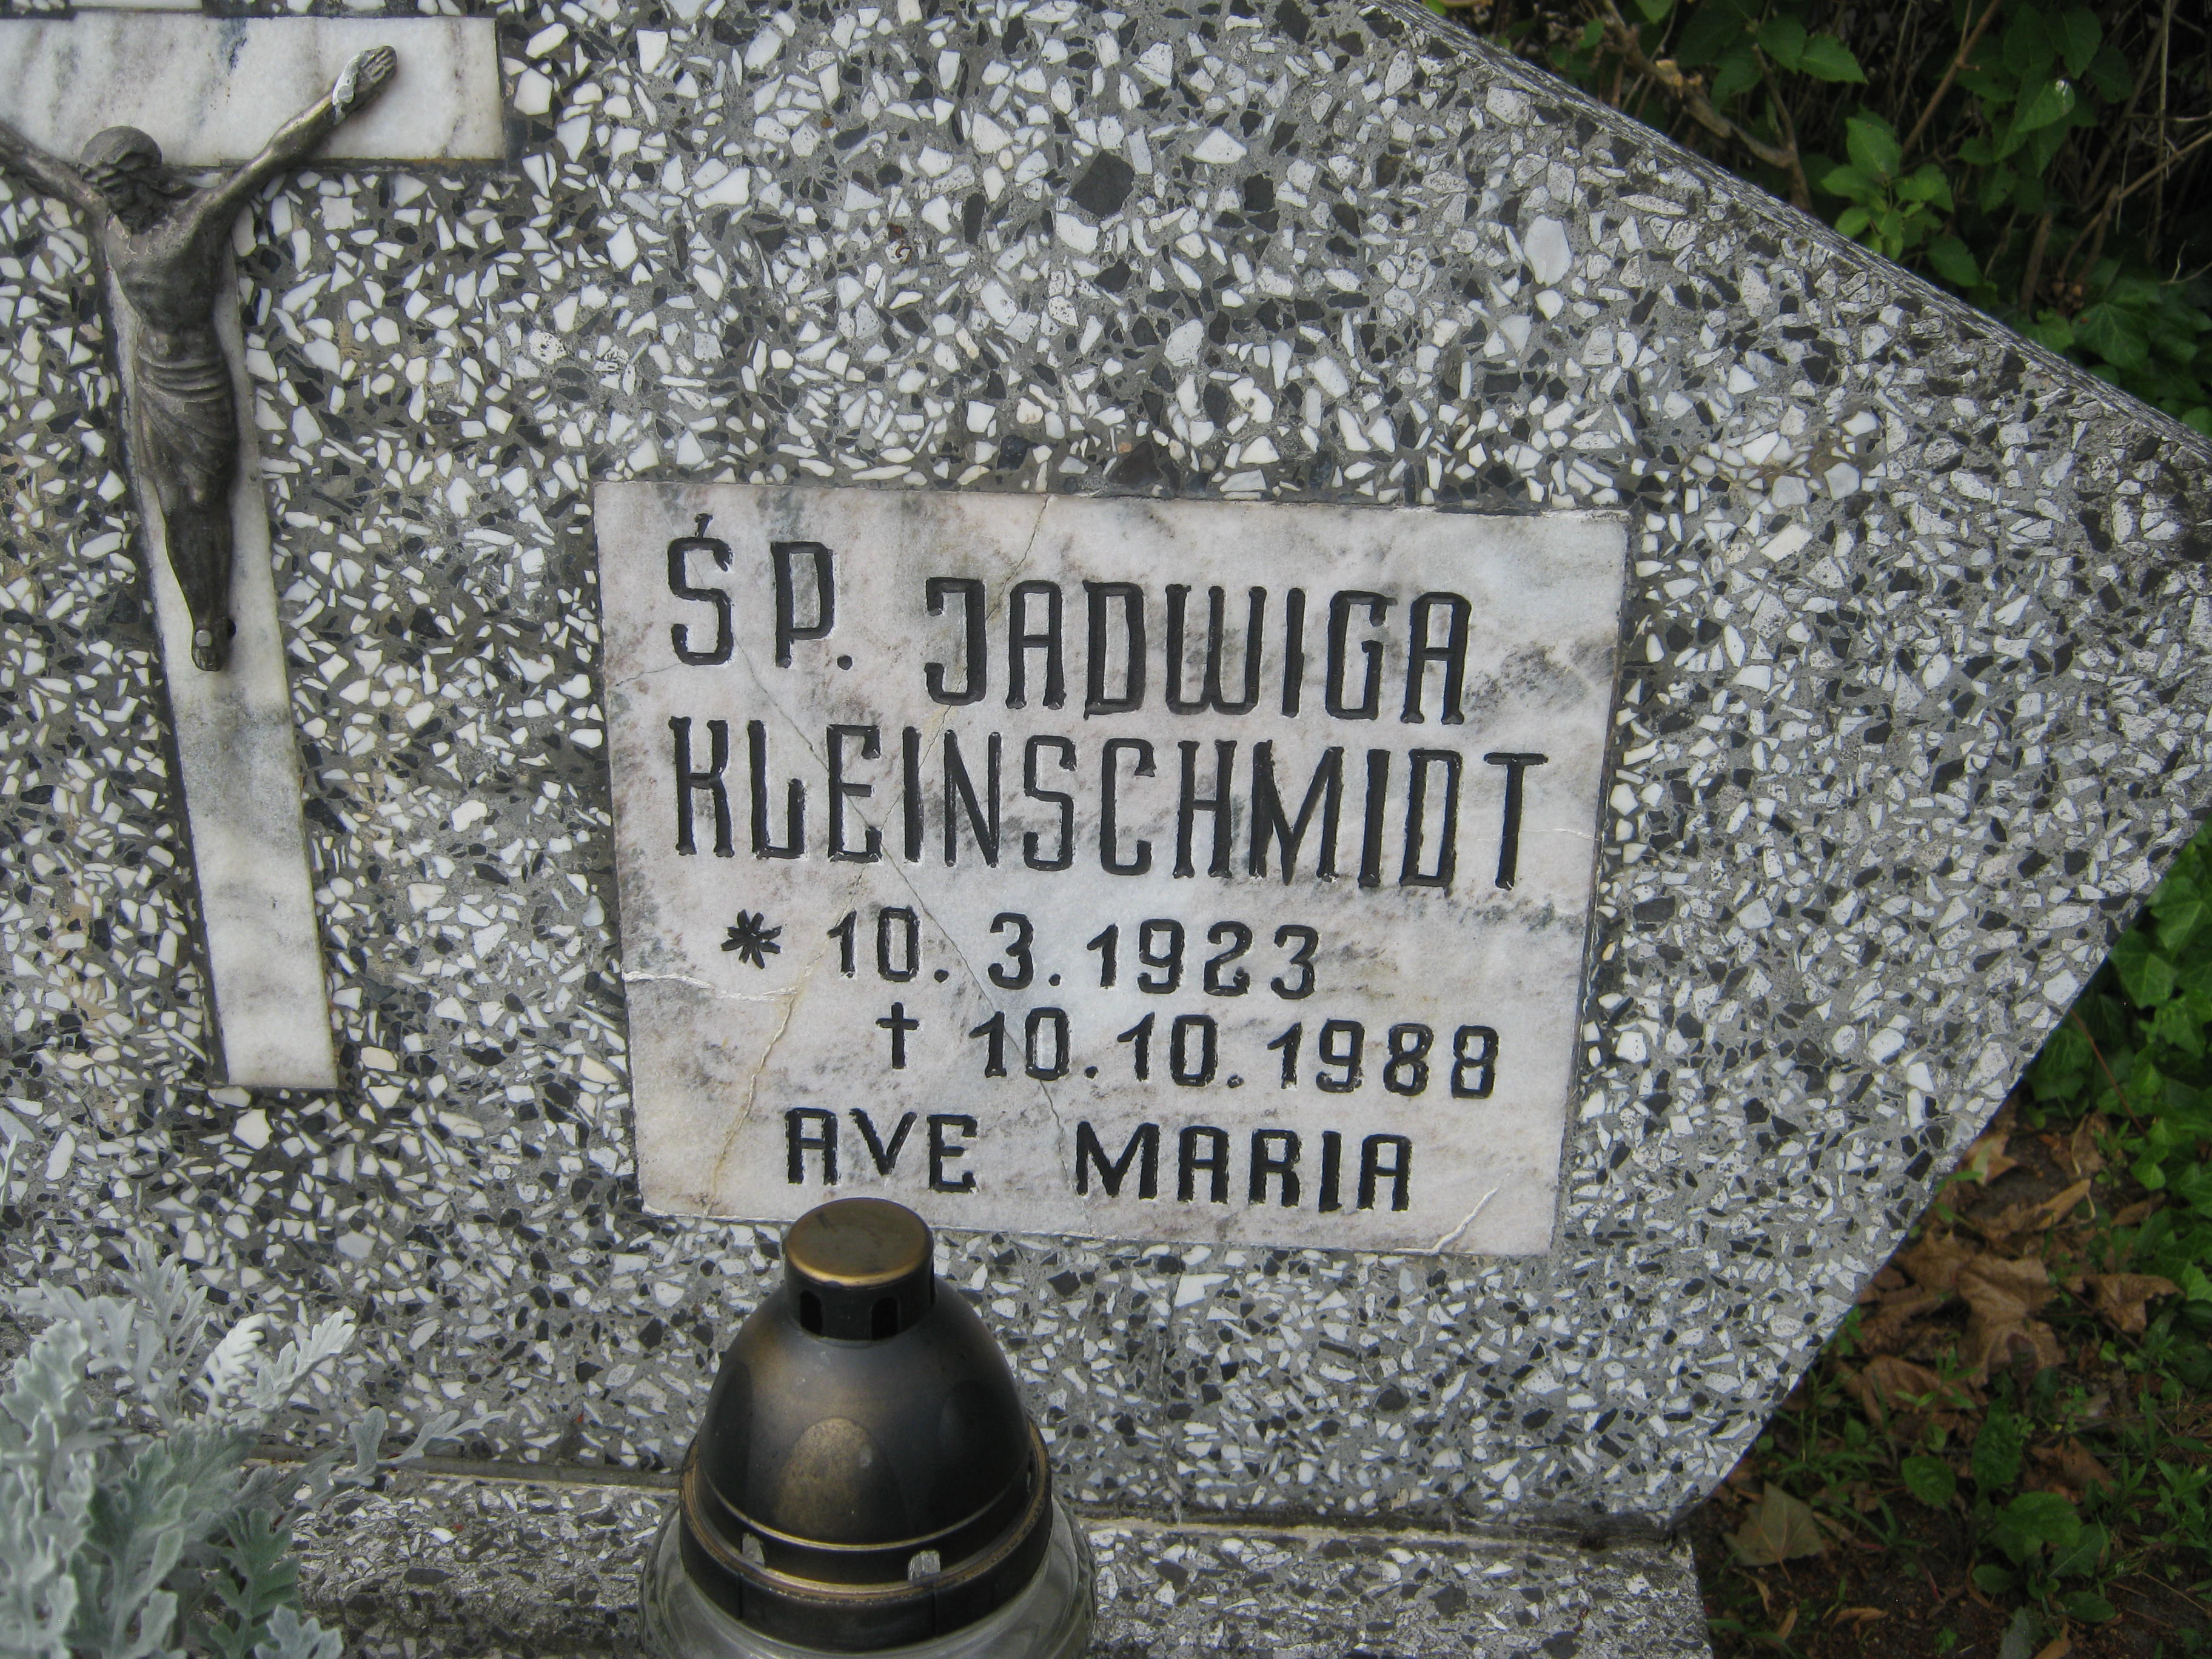 ŚP. JADWIGA
KLEINSCHMIDT
* 10.3.1923
† 10.10.1988
AVE MARIA